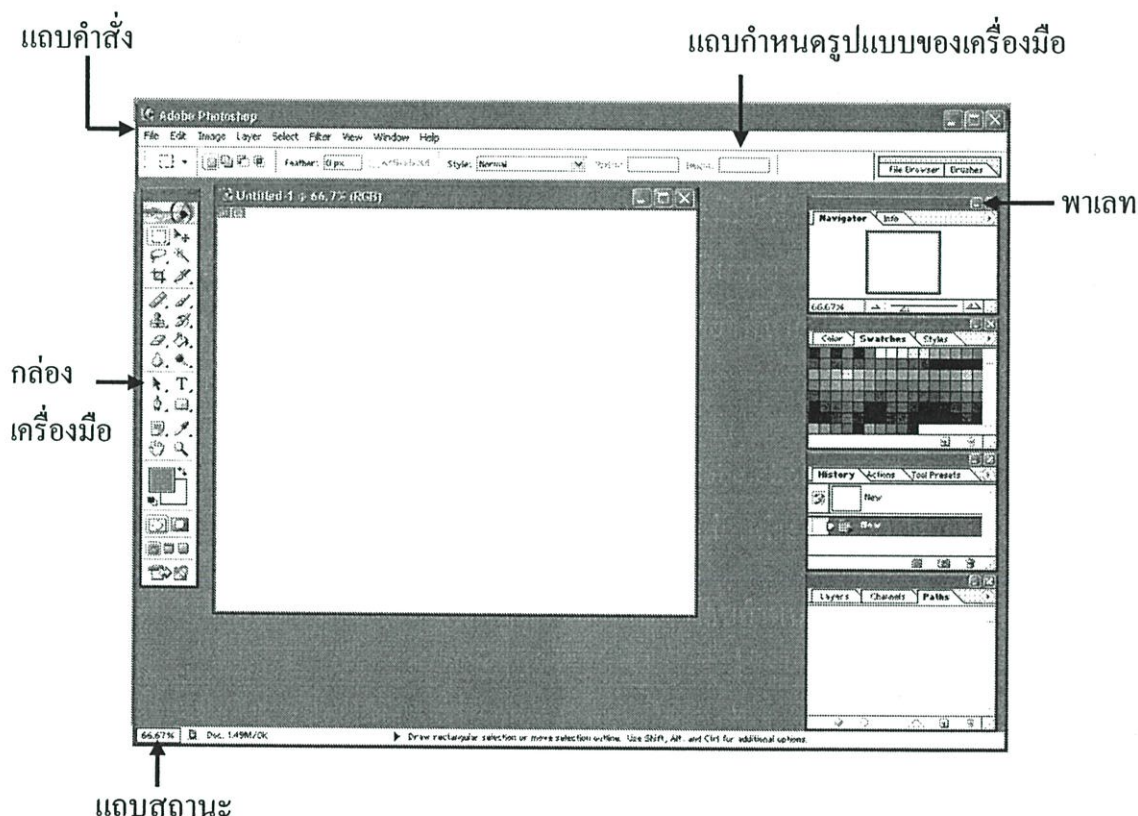 แถบคำสั่ง
แถบกำหนดรูปแบบของเครื่องมือ
Adobe Photoshop
File Edit Image Layer Select Filter View Window Help
Feather: 0 px Style: Normal
File Browser Brushes
Untitled-1 @ 66.7% (RGB)
พาเลท
Navigator Info
66.67%
Color Swatches Styles
กล่อง
เครื่องมือ
T
History Actions Tool Presets
New
New
Layers Channels Paths
66.67% Doc: 1.49M/0K Draw rectangular selection or move selection outline. Use Shift, Alt, and Ctrl for additional options.
แถบสถานะ